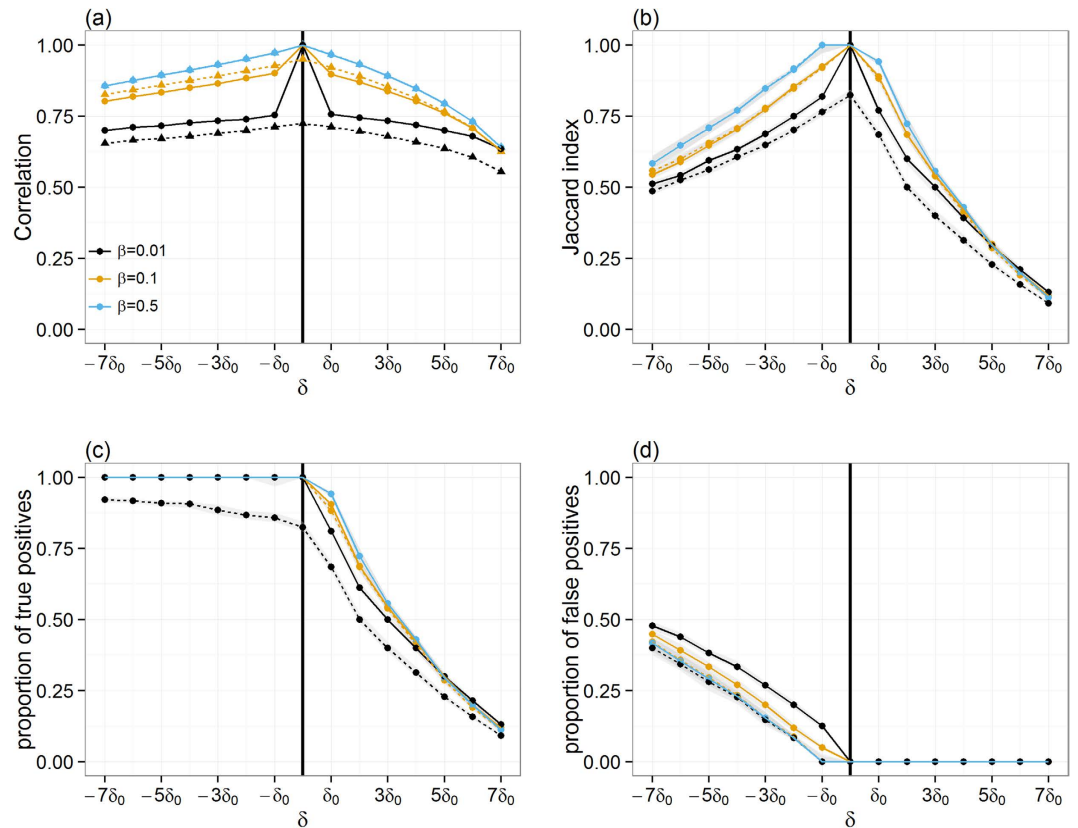 (a)
1.00
0.75
0.50
0.25
0.00
Correlation
β=0.01
β=0.1
β=0.5
−7δ₀ −5δ₀ −3δ₀ −δ₀ δ₀ 3δ₀ 5δ₀ 7δ₀
δ
(b)
1.00
0.75
0.50
0.25
0.00
Jaccard index
−7δ₀ −5δ₀ −3δ₀ −δ₀ δ₀ 3δ₀ 5δ₀ 7δ₀
δ
(c)
1.00
0.75
0.50
0.25
0.00
proportion of true positives
−7δ₀ −5δ₀ −3δ₀ −δ₀ δ₀ 3δ₀ 5δ₀ 7δ₀
δ
(d)
1.00
0.75
0.50
0.25
0.00
proportion of false positives
−7δ₀ −5δ₀ −3δ₀ −δ₀ δ₀ 3δ₀ 5δ₀ 7δ₀
δ